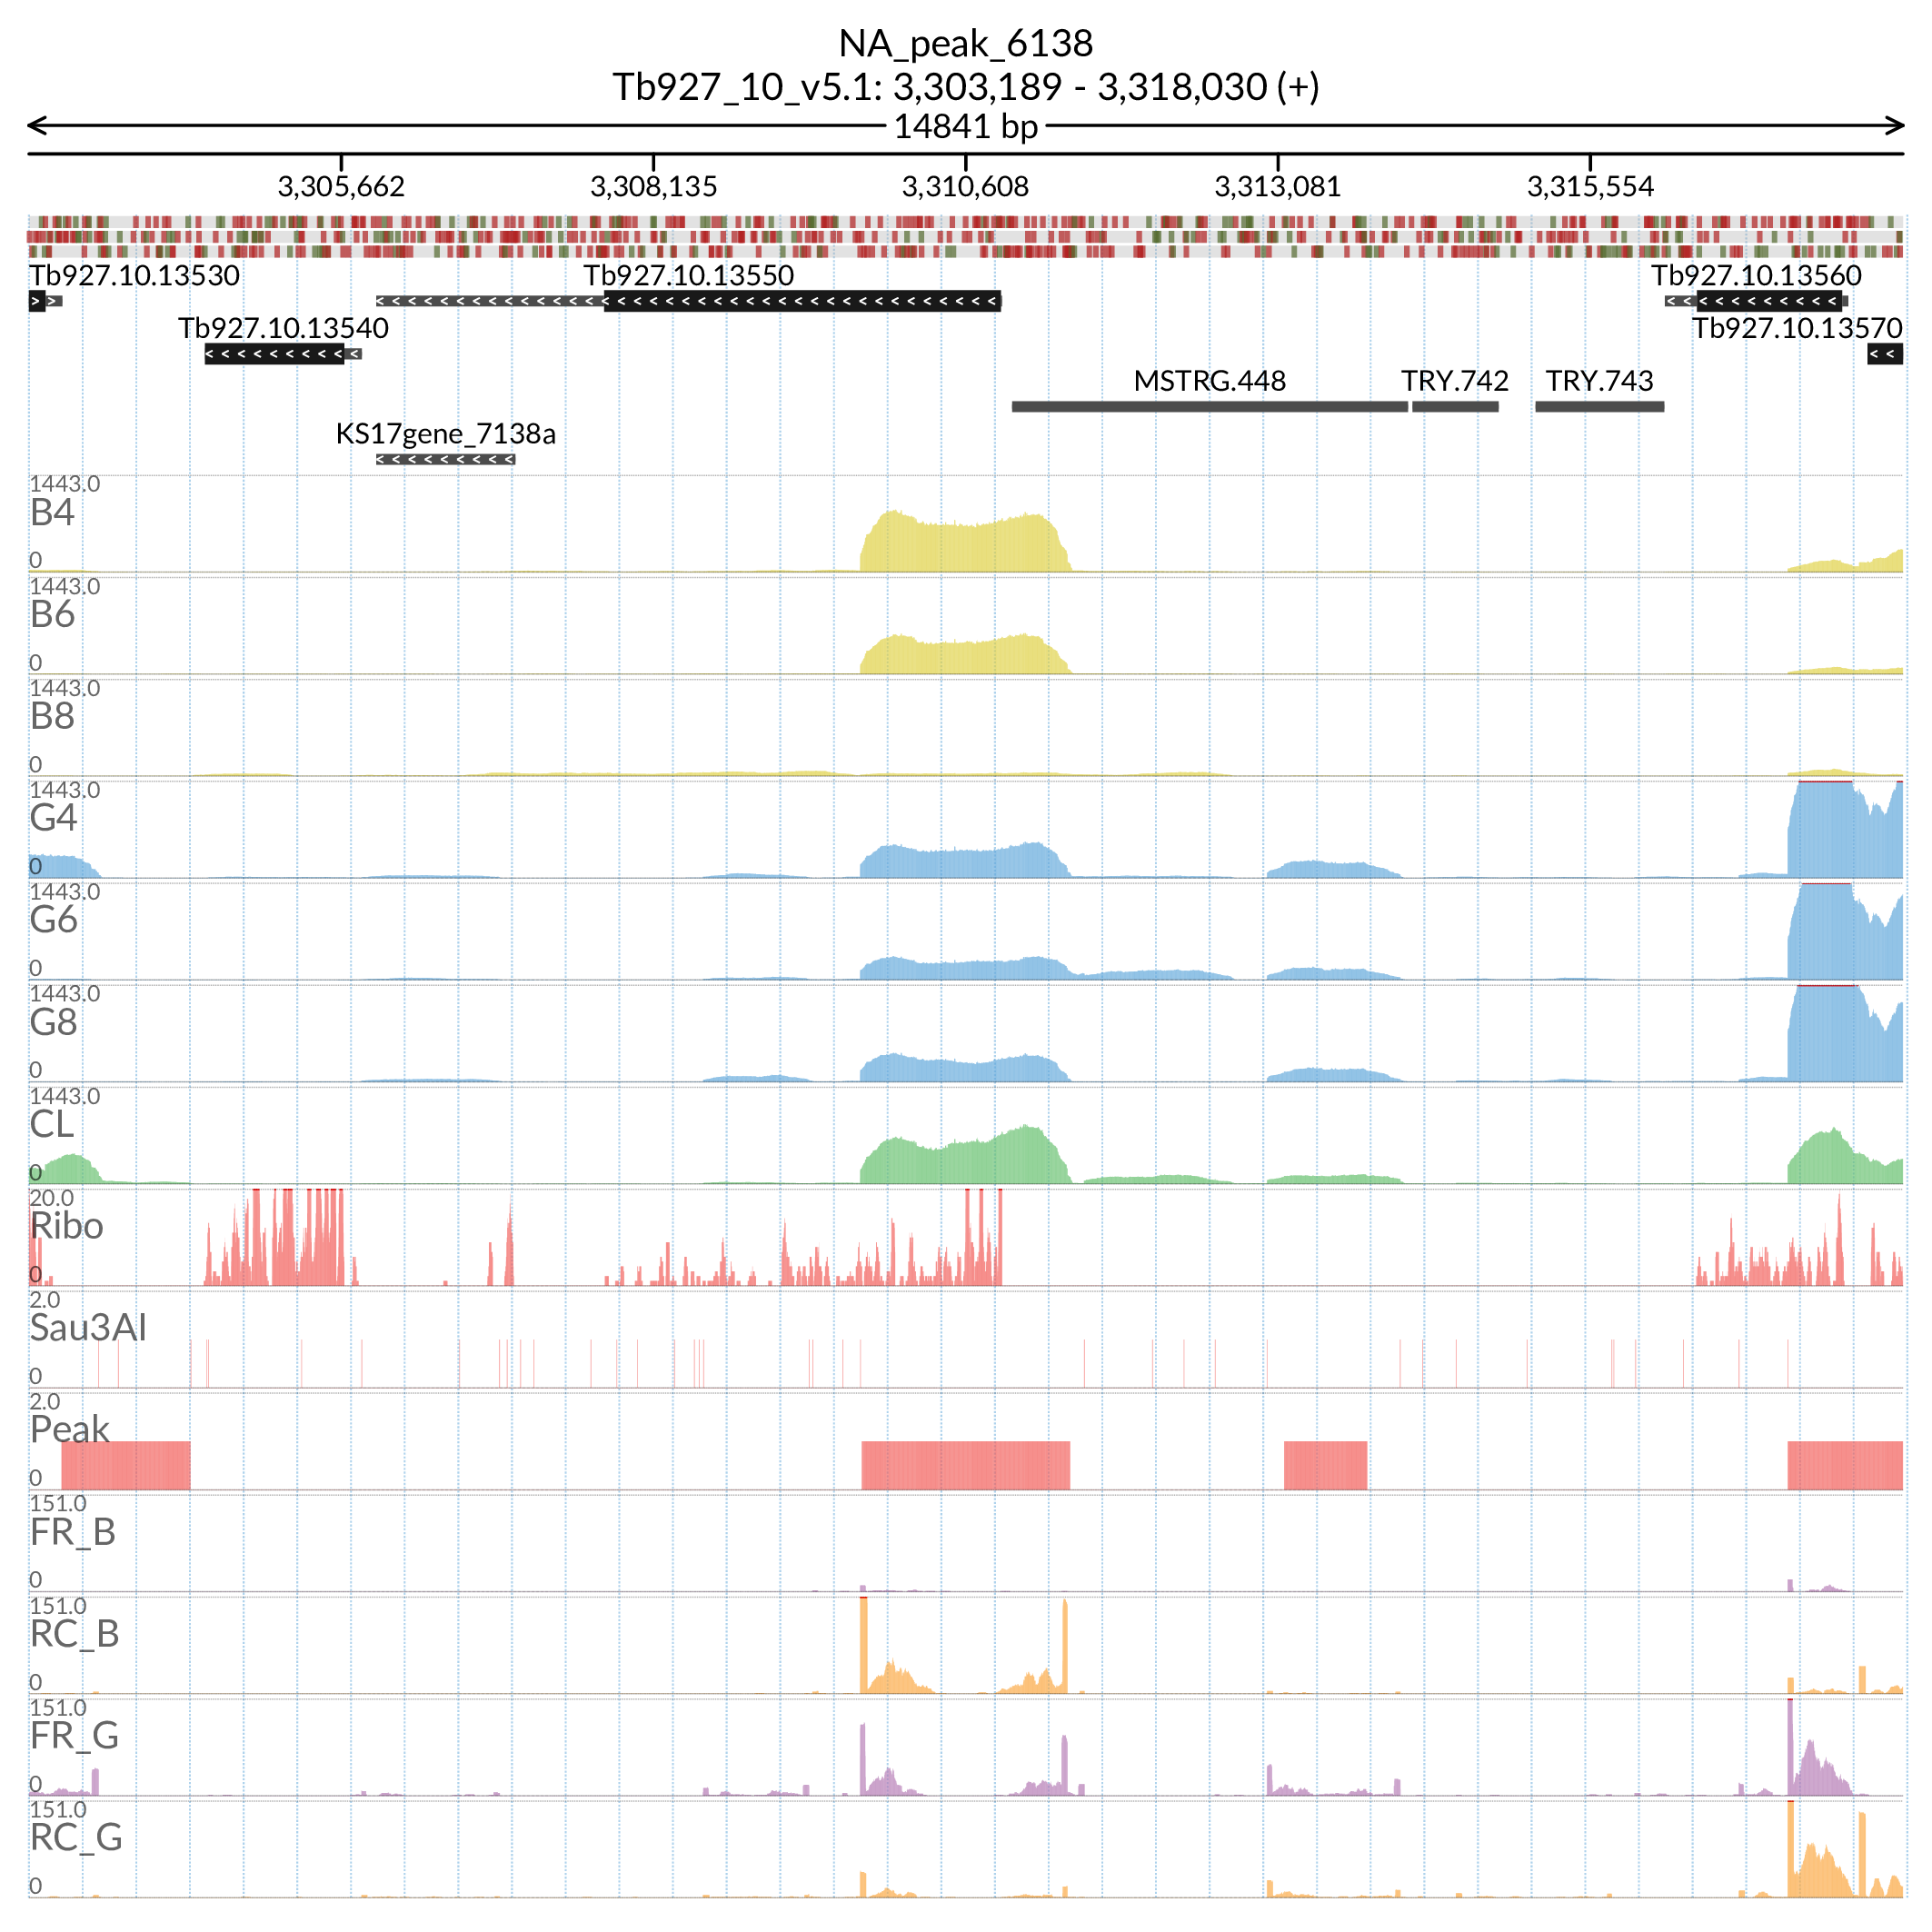 NA_peak_6138
Tb927_10_v5.1: 3,303,189 - 3,318,030 (+)
14841 bp
3,305,662 3,308,135 3,310,608 3,313,081 3,315,554
Tb927.10.13530 Tb927.10.13550 Tb927.10.13560
Tb927.10.13540 Tb927.10.13570
MSTRG.448 TRY.742 TRY.743
KS17gene_7138a
1443.0
B4
0
1443.0
B6
0
1443.0
B8
0
1443.0
G4
0
1443.0
G6
0
1443.0
G8
0
1443.0
CL
0
20.0
Ribo
0
2.0
Sau3AI
0
2.0
Peak
0
151.0
FR_B
0
151.0
RC_B
0
151.0
FR_G
0
151.0
RC_G
0